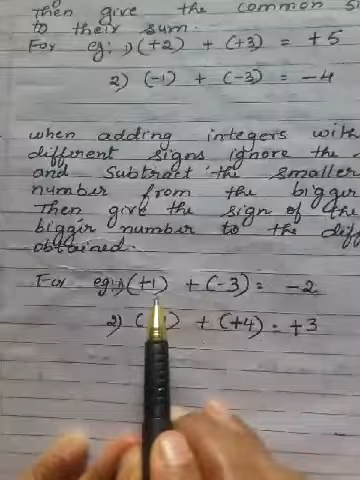 Then give the common
to their sum.
For eg: 1) (+2) + (+3) = +5
2) (-1) + (-3) = -4
when adding integers with
different signs ignore the
and subtract the smaller
number from the bigger
Then give the sign of the
biggir number to the
obtained.
For eg: 1) (+1) + (-3) = -2
2) ( 1) + (+4) = +3